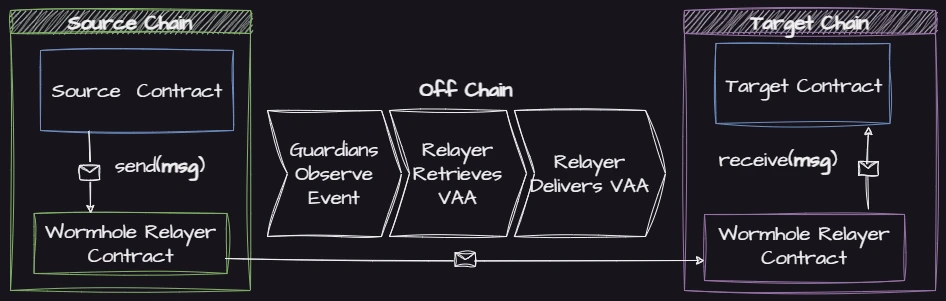 Source Chain
Source Contract
send(msg)
Wormhole Relayer
Contract
Off Chain
Guardians
Observe
Event
Relayer
Retrieves
VAA
Relayer
Delivers VAA
Target Chain
Target Contract
receive(msg)
Wormhole Relayer
Contract